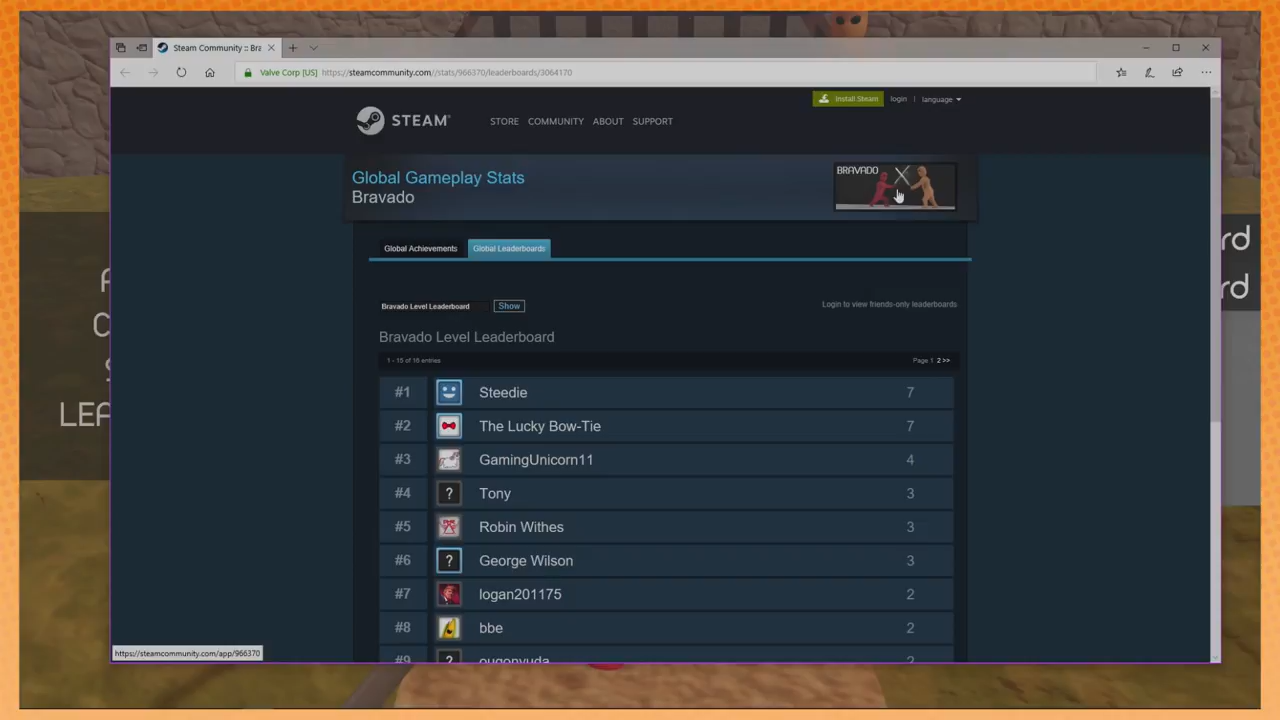 Steam Community :: Bra
Valve Corp [US] https://steamcommunity.com//stats/966370/leaderboards/3064170
Install Steam login | language
STEAM® STORE COMMUNITY ABOUT SUPPORT
Global Gameplay Stats
Bravado
BRAVADO
Global Achievements Global Leaderboards
Bravado Level Leaderboard Show
Login to view friends-only leaderboards
Bravado Level Leaderboard
1 - 15 of 16 entries Page 1 2 >>
#1 Steedie 7
#2 The Lucky Bow-Tie 7
#3 GamingUnicorn11 4
#4 ? Tony 3
#5 Robin Withes 3
#6 ? George Wilson 3
#7 logan201175 2
#8 bbe 2
#9 ? 2
https://steamcommunity.com/app/966370
LEA
rd
rd